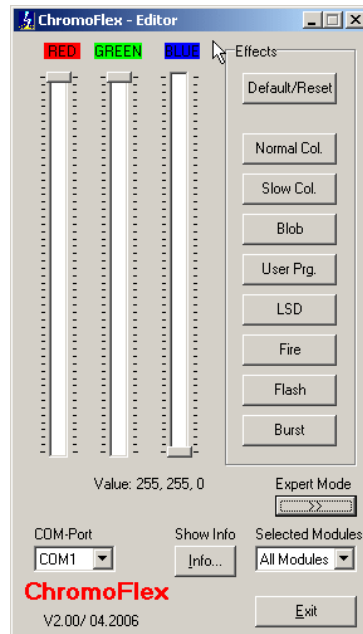 ChromoFlex - Editor
RED GREEN BLUE
Effects
Default/Reset
Normal Col.
Slow Col.
Blob
User Prg.
LSD
Fire
Flash
Burst
Value: 255, 255, 0
Expert Mode
>>
COM-Port Show Info Selected Modules
COM1 Info... All Modules
ChromoFlex
V2.00/ 04.2006
Exit